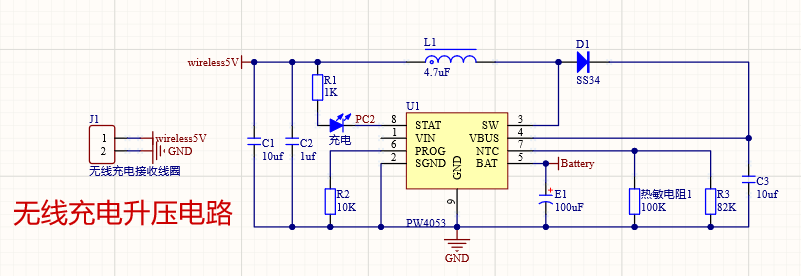 L1
D1
wireless5V
4.7uF
SS34
R1
1K
U1
J1
PC2
8
STAT
SW
3
1
1
VIN
VBUS
4
wireless5V
C1
C2
充电
6
PROG
NTC
7
2
GND
10uf
1uf
2
SGND
GND
BAT
5
Battery
无线充电接收线圈
C3
R2
E1
热敏电阻1
R3
10uf
10K
9
100uF
100K
82K
无线充电升压电路
PW4053
GND